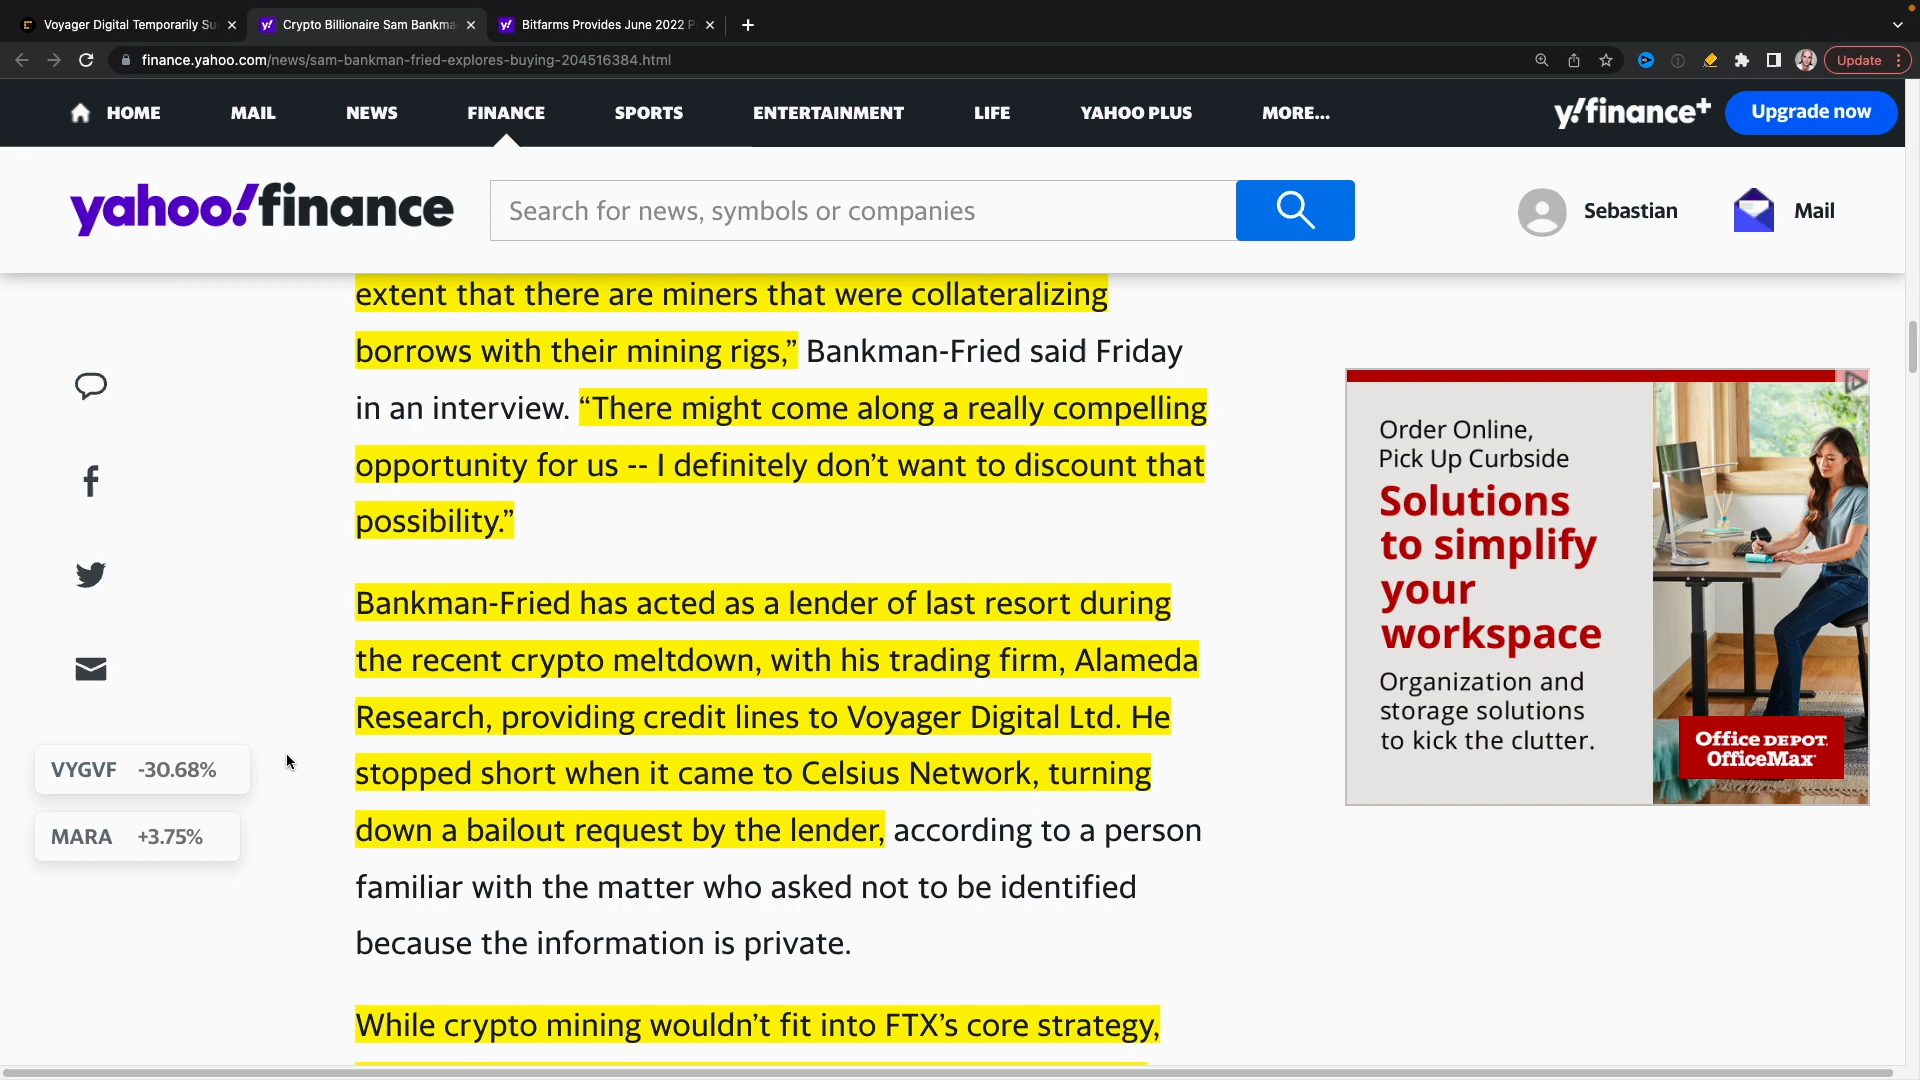 Voyager Digital Temporarily Su
Crypto Billionaire Sam Bankma
Bitfarms Provides June 2022 P
finance.yahoo.com/news/sam-bankman-fried-explores-buying-204516384.html
Update
HOME
MAIL
NEWS
FINANCE
SPORTS
ENTERTAINMENT
LIFE
YAHOO PLUS
MORE...
y!finance+
Upgrade now
yahoo!finance
Search for news, symbols or companies
Sebastian
Mail
extent that there are miners that were collateralizing
borrows with their mining rigs,” Bankman-Fried said Friday
in an interview. “There might come along a really compelling
opportunity for us -- I definitely don’t want to discount that
possibility.”
Bankman-Fried has acted as a lender of last resort during
the recent crypto meltdown, with his trading firm, Alameda
Research, providing credit lines to Voyager Digital Ltd. He
stopped short when it came to Celsius Network, turning
down a bailout request by the lender, according to a person
familiar with the matter who asked not to be identified
because the information is private.
While crypto mining wouldn’t fit into FTX’s core strategy,
VYGVF -30.68%
MARA +3.75%
Order Online,
Pick Up Curbside
Solutions
to simplify
your
workspace
Organization and
storage solutions
to kick the clutter.
Office DEPOT
OfficeMax